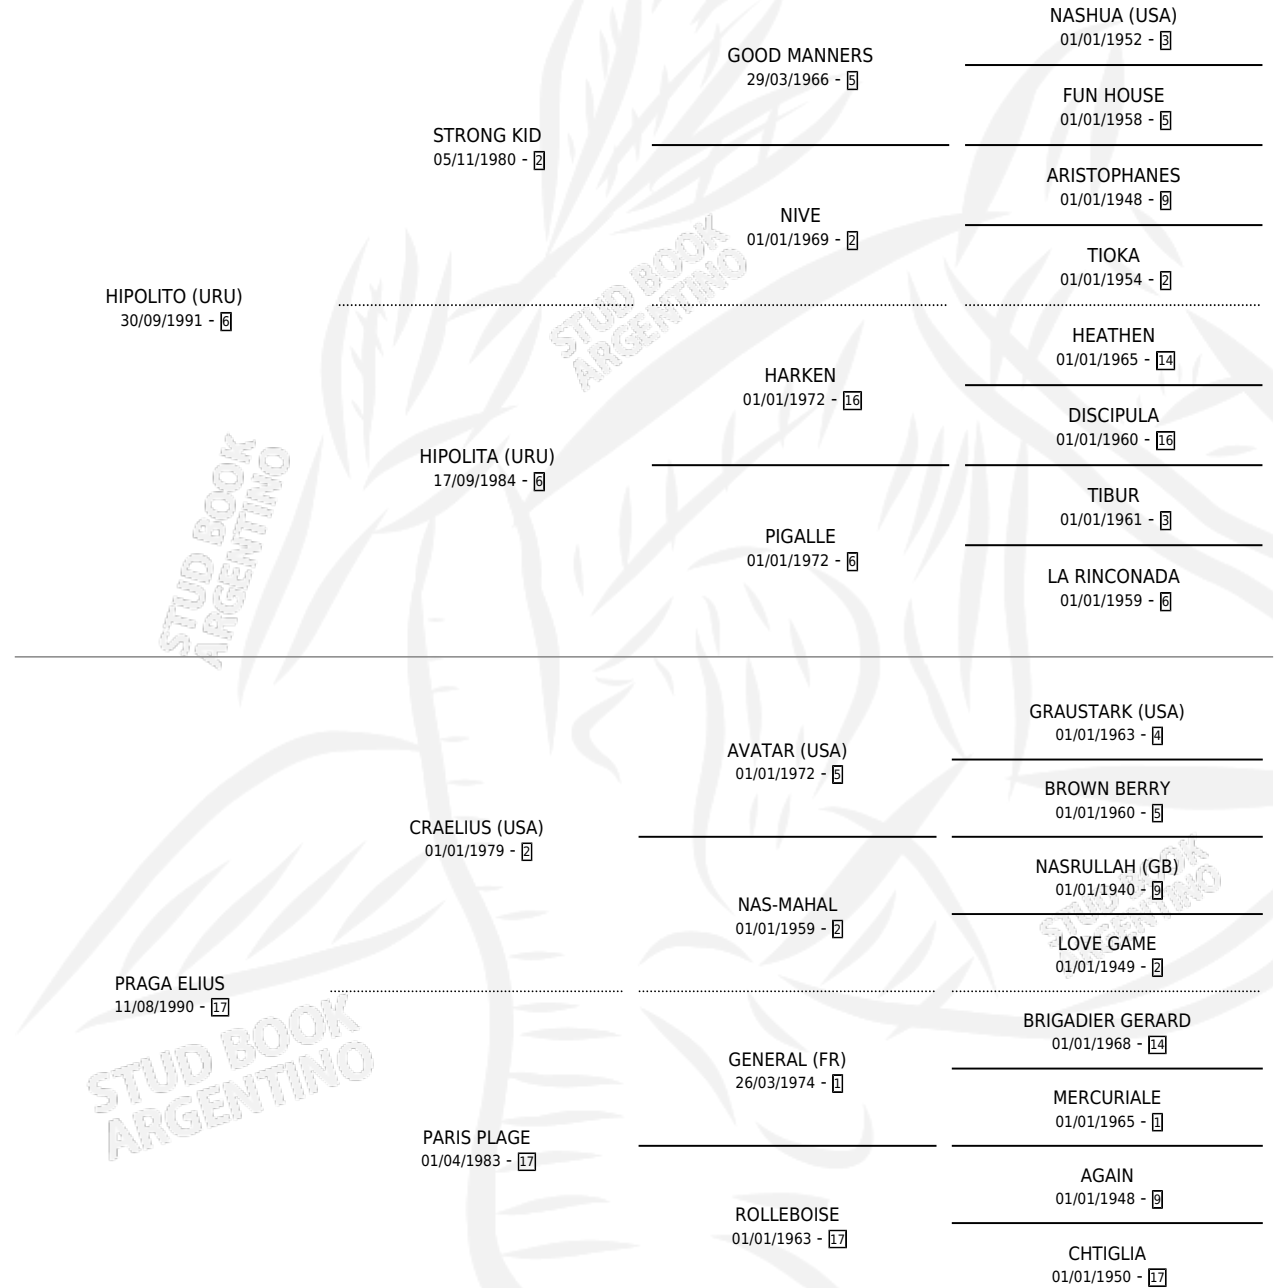 NASHUA (USA)
01/01/1952 - 3
GOOD MANNERS
29/03/1966 - 5
FUN HOUSE
01/01/1958 - 5
STRONG KID
05/11/1980 - 2
ARISTOPHANES
01/01/1948 - 9
NIVE
01/01/1969 - 2
TIOKA
01/01/1954 - 2
HIPOLITO (URU)
30/09/1991 - 6
STUD BOOK
ARGENTINO
HEATHEN
01/01/1965 - 14
HARKEN
01/01/1972 - 16
DISCIPULA
01/01/1960 - 16
HIPOLITA (URU)
17/09/1984 - 6
TIBUR
01/01/1961 - 3
PIGALLE
01/01/1972 - 6
LA RINCONADA
01/01/1959 - 6
STUD BOOK
ARGENTINO
GRAUSTARK (USA)
01/01/1963 - 4
AVATAR (USA)
01/01/1972 - 5
BROWN BERRY
01/01/1960 - 5
CRAELIUS (USA)
01/01/1979 - 2
NASRULLAH (GB)
01/01/1940 - 9
NAS-MAHAL
01/01/1959 - 2
LOVE GAME
01/01/1949 - 2
STUD BOOK
ARGENTINO
PRAGA ELIUS
11/08/1990 - 17
BRIGADIER GERARD
01/01/1968 - 14
GENERAL (FR)
26/03/1974 - 1
MERCURIALE
01/01/1965 - 1
STUD BOOK
ARGENTINO
PARIS PLAGE
01/04/1983 - 17
AGAIN
01/01/1948 - 9
ROLLEBOISE
01/01/1963 - 17
CHTIGLIA
01/01/1950 - 17